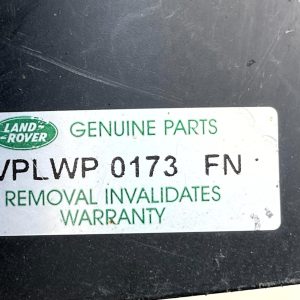 LAND-
ROVER
GENUINE PARTS
VPLWP 0173 FN
REMOVAL INVALIDATES
WARRANTY